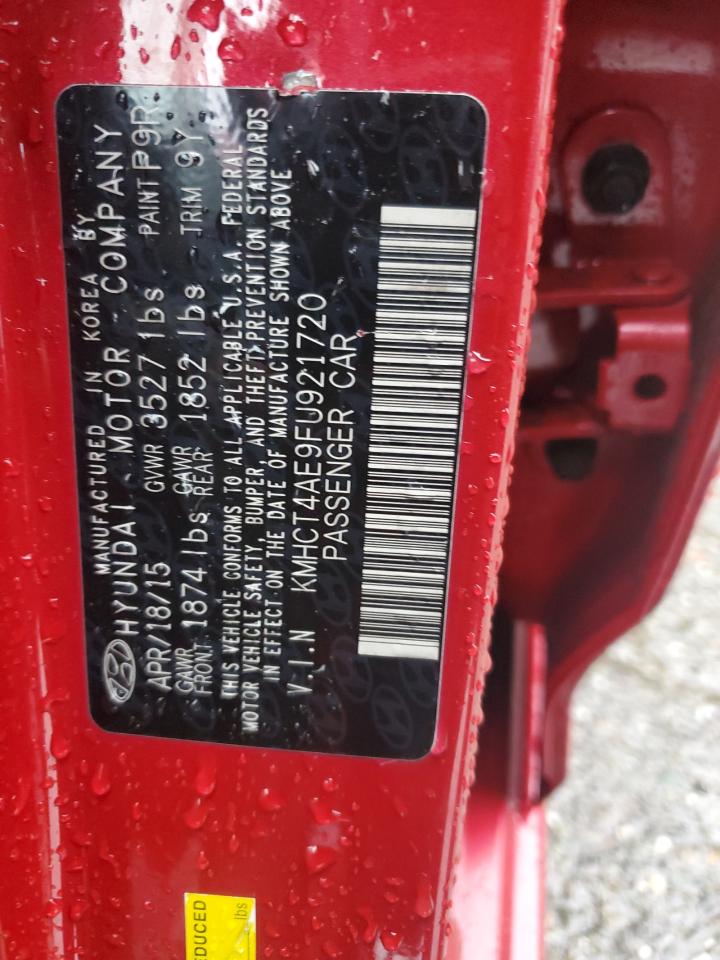 MANUFACTURED IN KOREA BY
HYUNDAI MOTOR COMPANY
APR/18/15 GVWR 3527 lbs PAINT P9R
GAWR FRONT 1874 lbs GAWR REAR 1852 lbs TRIM 9Y
THIS VEHICLE CONFORMS TO ALL APPLICABLE U.S.A. FEDERAL
MOTOR VEHICLE SAFETY, BUMPER, AND THEFT PREVENTION STANDARDS
IN EFFECT ON THE DATE OF MANUFACTURE SHOWN ABOVE
V.I.N KMHCT4AE9FU921720
PASSENGER CAR
EDUCED
lbs